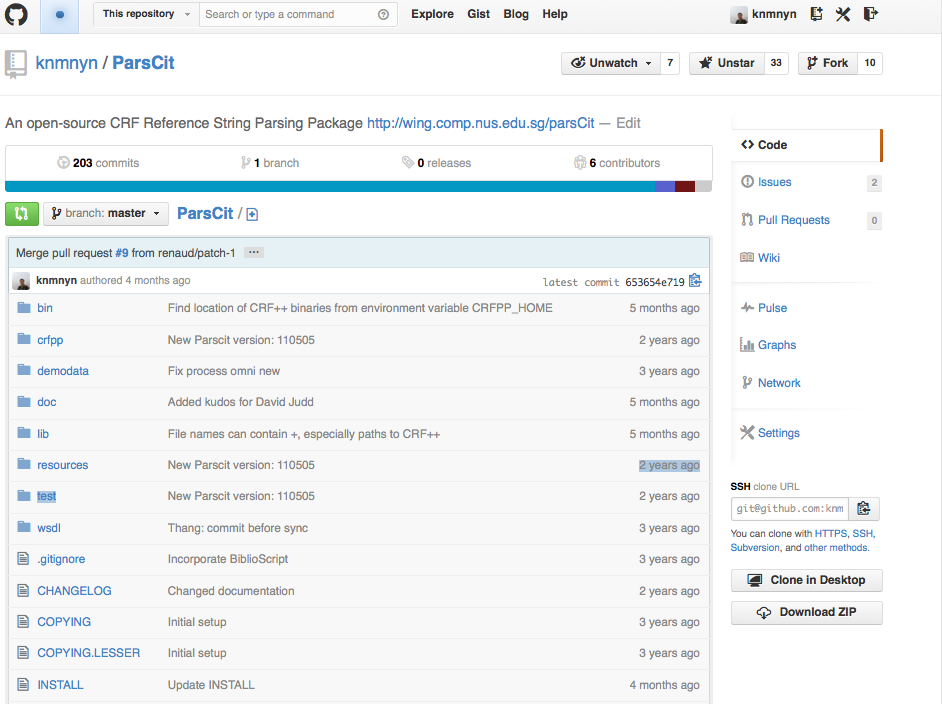 This repository Search or type a command Explore Gist Blog Help knmnyn
knmnyn / ParsCit Unwatch 7 Unstar 33 Fork 10
An open-source CRF Reference String Parsing Package http://wing.comp.nus.edu.sg/parsCit — Edit
203 commits 1 branch 0 releases 6 contributors
branch: master ParsCit /
Merge pull request #9 from renaud/patch-1 ...
knmnyn authored 4 months ago latest commit 653654e719
bin Find location of CRF++ binaries from environment variable CRFPP_HOME 5 months ago
crfpp New Parscit version: 110505 2 years ago
demodata Fix process omni new 3 years ago
doc Added kudos for David Judd 5 months ago
lib File names can contain +, especially paths to CRF++ 5 months ago
resources New Parscit version: 110505 2 years ago
test New Parscit version: 110505 2 years ago
wsdl Thang: commit before sync 3 years ago
.gitignore Incorporate BiblioScript 3 years ago
CHANGELOG Changed documentation 2 years ago
COPYING Initial setup 3 years ago
COPYING.LESSER Initial setup 3 years ago
INSTALL Update INSTALL 4 months ago
Code
Issues 2
Pull Requests 0
Wiki
Pulse
Graphs
Network
Settings
SSH clone URL
git@github.com:knm
You can clone with HTTPS, SSH,
Subversion, and other methods.
Clone in Desktop
Download ZIP